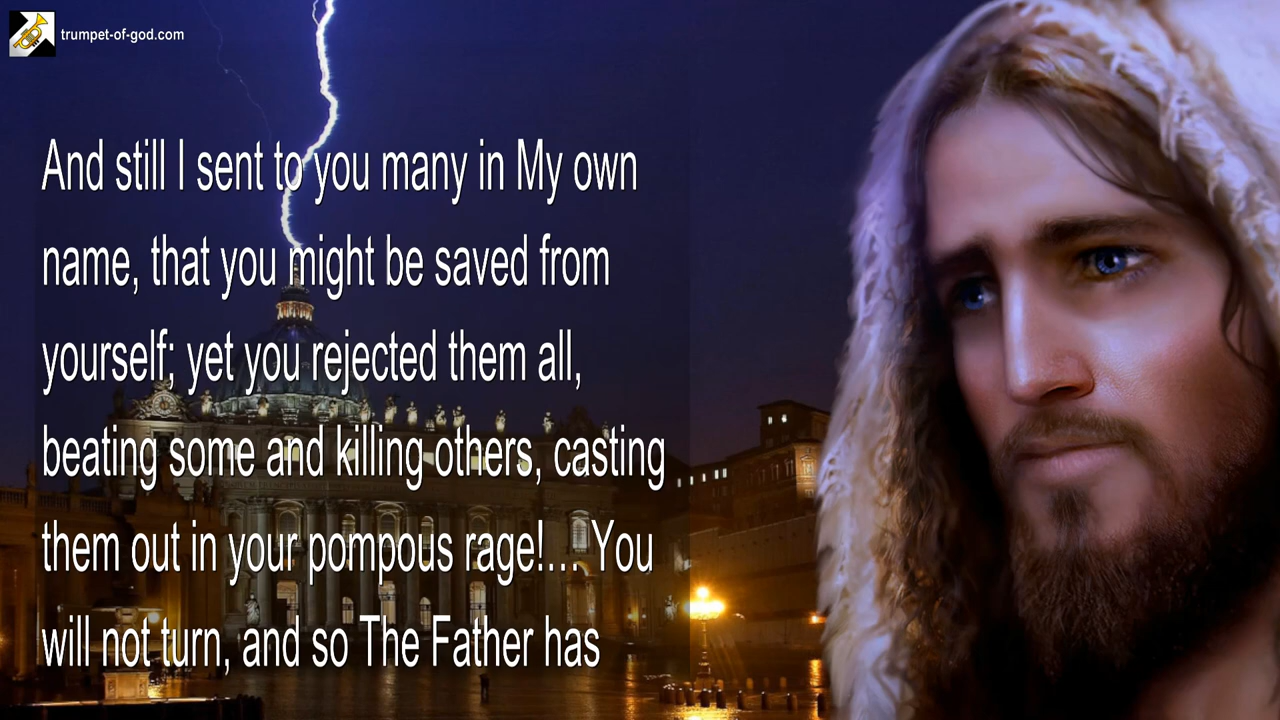 trumpet-of-god.com
And still I sent to you many in My own
name, that you might be saved from
yourself; yet you rejected them all,
beating some and killing others, casting
them out in your pompous rage!… You
will not turn, and so The Father has